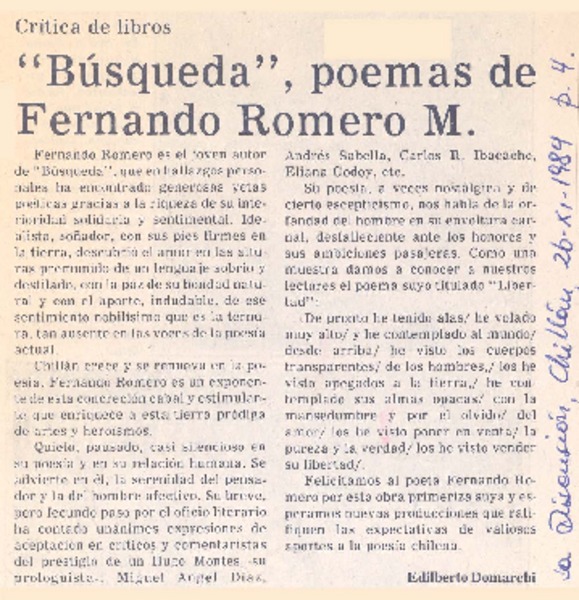 Crítica de libros
“Búsqueda”, poemas de
Fernando Romero M.
Fernando Romero es el joven autor
de “Búsqueda”, que en hallazgos perso-
nales ha encontrado generosas vetas
poéticas gracias a la riqueza de su inte-
rioridad solidaria y sentimental. Ide-
alista, soñador, con sus pies firmes en
la tierra, descubrió el amor en las altu-
ras premunido de un lenguaje sobrio y
destilado, con la paz de su bondad natu-
ral y con el aporte, indudable, de ese
sentimiento nobilísimo que es la ternu-
ra, tan ausente en las voces de la poesía
actual.
Chillán crece y se renueva en la po-
esía. Fernando Romero es un exponen-
te de esta concreción cabal y estimulan-
te que enriquece a esta tierra pródiga
de artes y heroísmos.
Quieto, pausado, casi silencioso en
su poesía y en su relación humana. Se
advierte en él, la serenidad del pensa-
dor y la del hombre afectivo. Su breve,
pero fecundo paso por el oficio literario
ha contado unánimes expresiones de
aceptación en críticos y comentaristas
del prestigio de un Hugo Montes -su
prologuista-, Miguel Angel Díaz,
Andrés Sabella, Carlos R. Ibacache,
Eliana Godoy, etc.
Su poesía, a veces nostálgica y de
cierto escepticismo, nos habla de la or-
fandad del hombre en su envoltura car-
nal, desfalleciente ante los honores y
sus ambiciones pasajeras. Como una
muestra damos a conocer a nuestros
lectores el poema suyo titulado “Liber-
tad”:
De pronto he tenido alas/ he volado
muy alto/ y he contemplado al mundo/
desde arriba/ he visto los cuerpos
transparentes/ de los hombres,/ los he
visto apegados a la tierra,/ he con-
templado sus almas opacas/ con la
mansedumbre y por el olvido/ del
amor/ los he visto poner en venta/ la
pureza y la verdad/ los he visto vender
su libertad/.
Felicitamos al poeta Fernando Ro-
mero por esta obra primeriza suya y es-
peramos nuevas producciones que rati-
fiquen las expectativas de valiosos
aportes a la poesía chilena.
Edilberto Domarchi
La Discusión, Chillán, 26-XI-1984 p. 4.